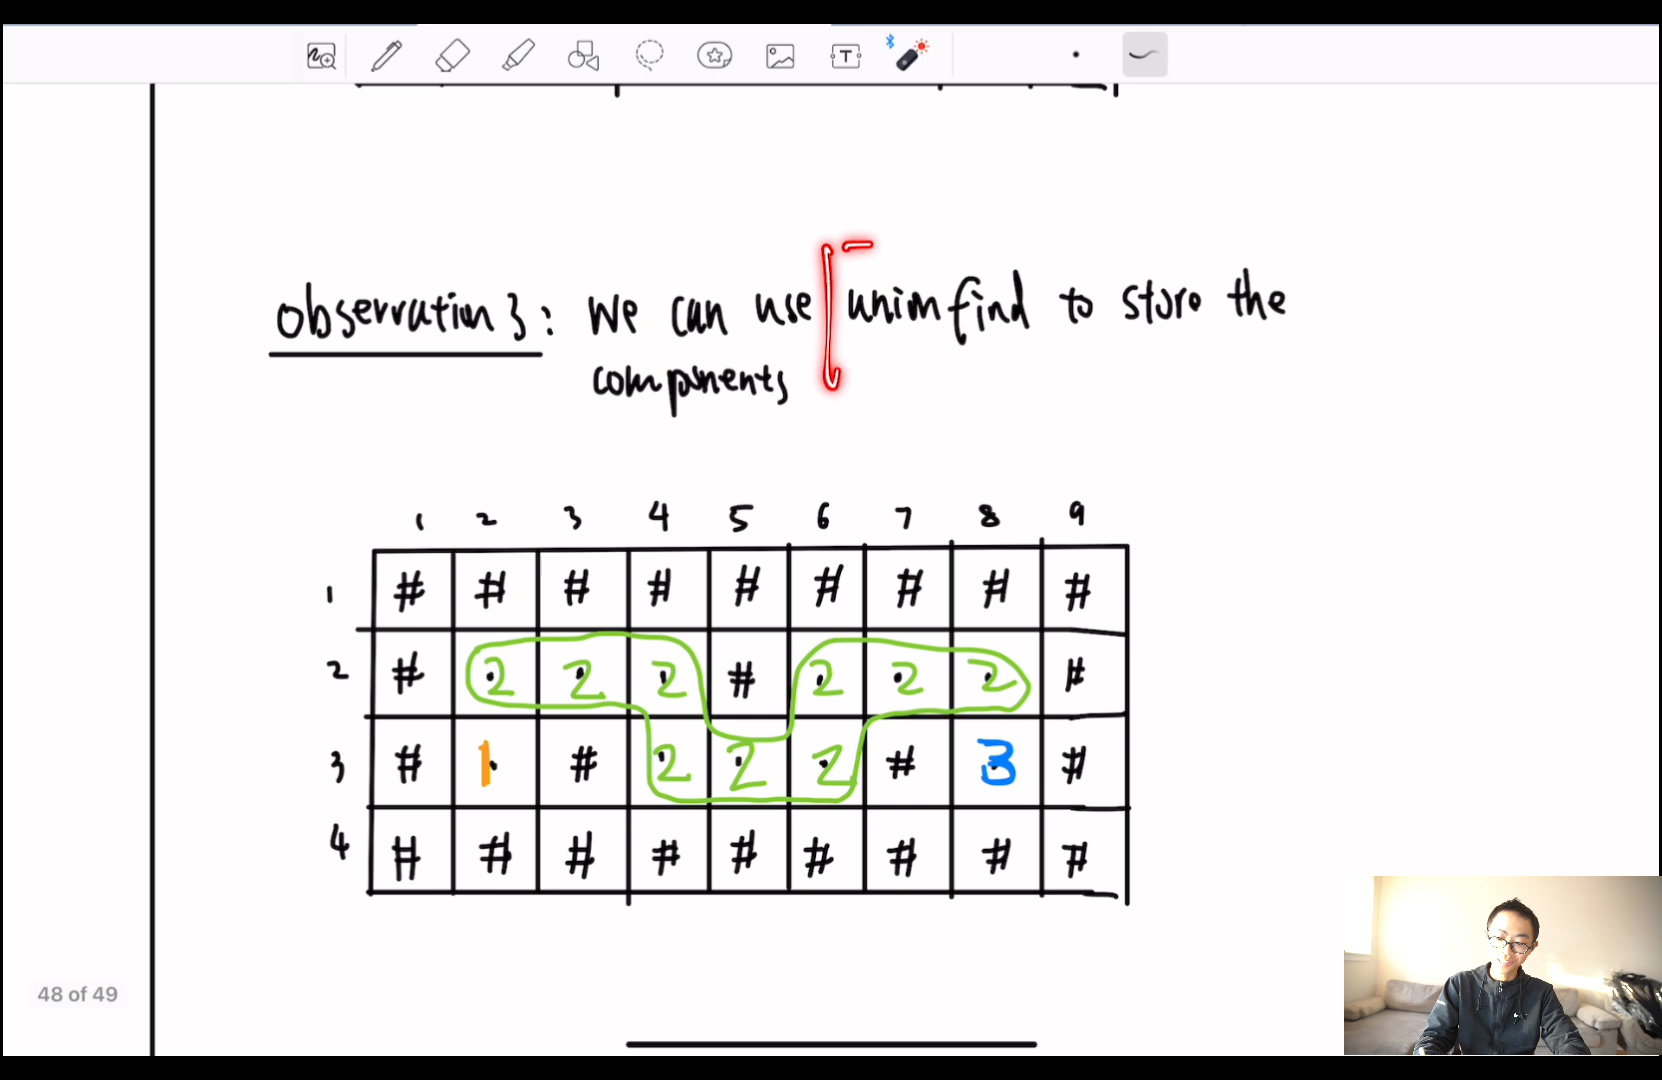 observation 3: we can use union find to store the
components
1 2 3 4 5 6 7 8 9
1 # # # # # # # # #
2 # 2 2 2 # 2 2 2 #
3 # 1 # 2 2 2 # 3 #
4 # # # # # # # # #
48 of 49